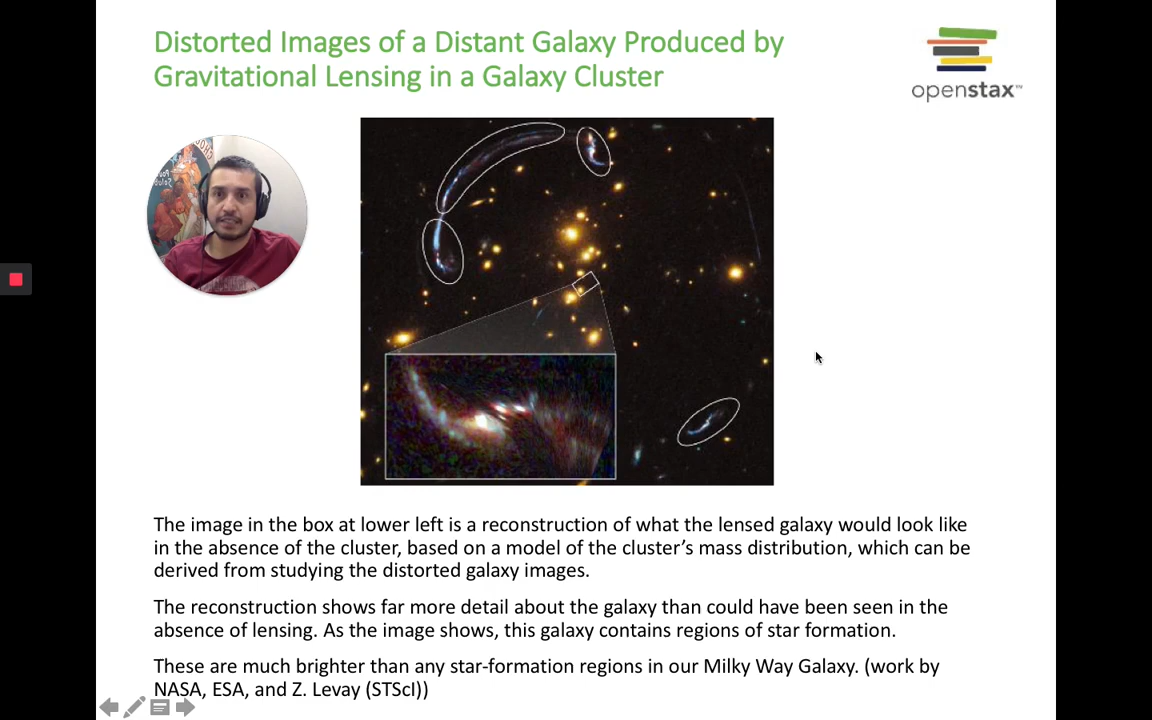 Distorted Images of a Distant Galaxy Produced by
Gravitational Lensing in a Galaxy Cluster
openstax™
The image in the box at lower left is a reconstruction of what the lensed galaxy would look like
in the absence of the cluster, based on a model of the cluster’s mass distribution, which can be
derived from studying the distorted galaxy images.
The reconstruction shows far more detail about the galaxy than could have been seen in the
absence of lensing. As the image shows, this galaxy contains regions of star formation.
These are much brighter than any star-formation regions in our Milky Way Galaxy. (work by
NASA, ESA, and Z. Levay (STScI))